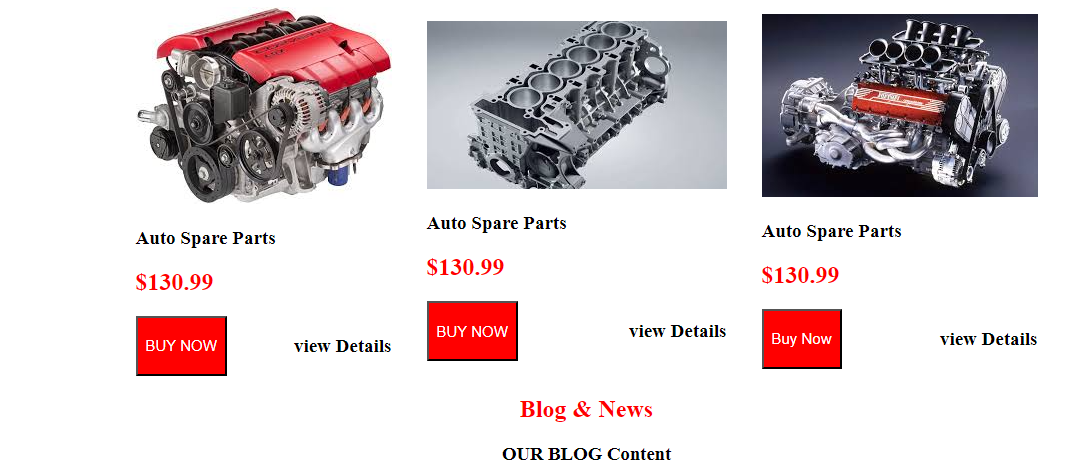 Auto Spare Parts
$130.99
BUY NOW
view Details
Auto Spare Parts
$130.99
BUY NOW
view Details
Auto Spare Parts
$130.99
Buy Now
view Details
Blog & News
OUR BLOG Content